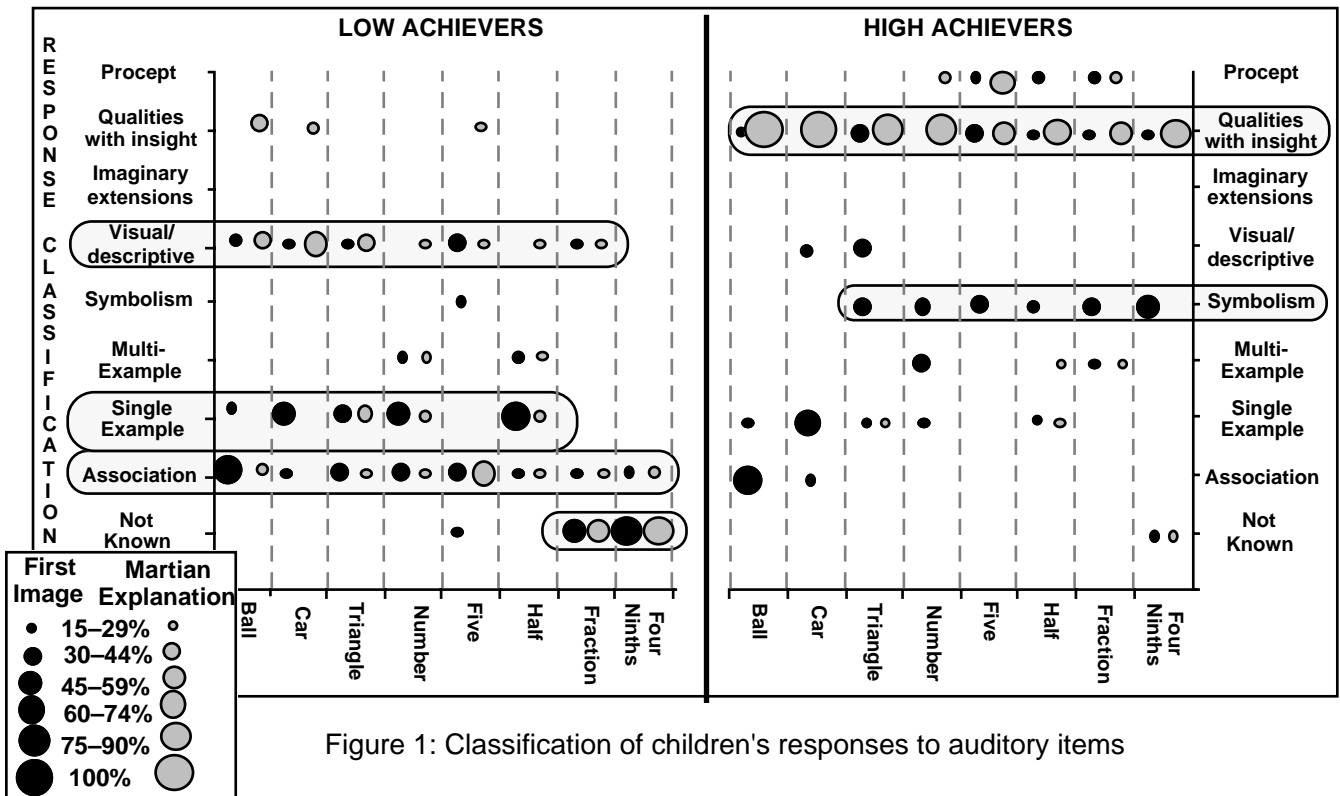 LOW ACHIEVERS
HIGH ACHIEVERS
RESPONSE CLASSIFICATION
Procept
Qualities
with insight
Imaginary
extensions
Visual/
descriptive
Symbolism
Multi-
Example
Single
Example
Association
Not
Known
Procept
Qualities
with insight
Imaginary
extensions
Visual/
descriptive
Symbolism
Multi-
Example
Single
Example
Association
Not
Known
Ball
Car
Triangle
Number
Five
Half
Fraction
Four
Ninths
Ball
Car
Triangle
Number
Five
Half
Fraction
Four
Ninths
First Martian
Image Explanation
15–29%
30–44%
45–59%
60–74%
75–90%
100%
Figure 1: Classification of children's responses to auditory items